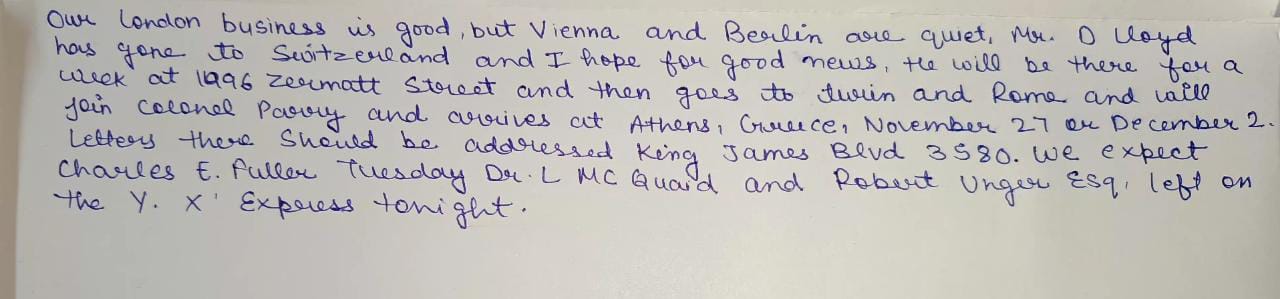 Our London business is good, but Vienna and Berlin are quiet, Mr. D Lloyd
has gone to Switzerland and I hope for good news, He will be there for a
week at 1996 Zermatt Street and then goes to turin and Rome and will
join Colonel Parry and arrives at Athens, Greece, November 27 or December 2.
Letters there Should be addressed King James Blvd 3580. We expect
Charles E. Fuller Tuesday Dr. L MC Quaid and Robert Unger Esq, left on
the Y. X' Express tonight.